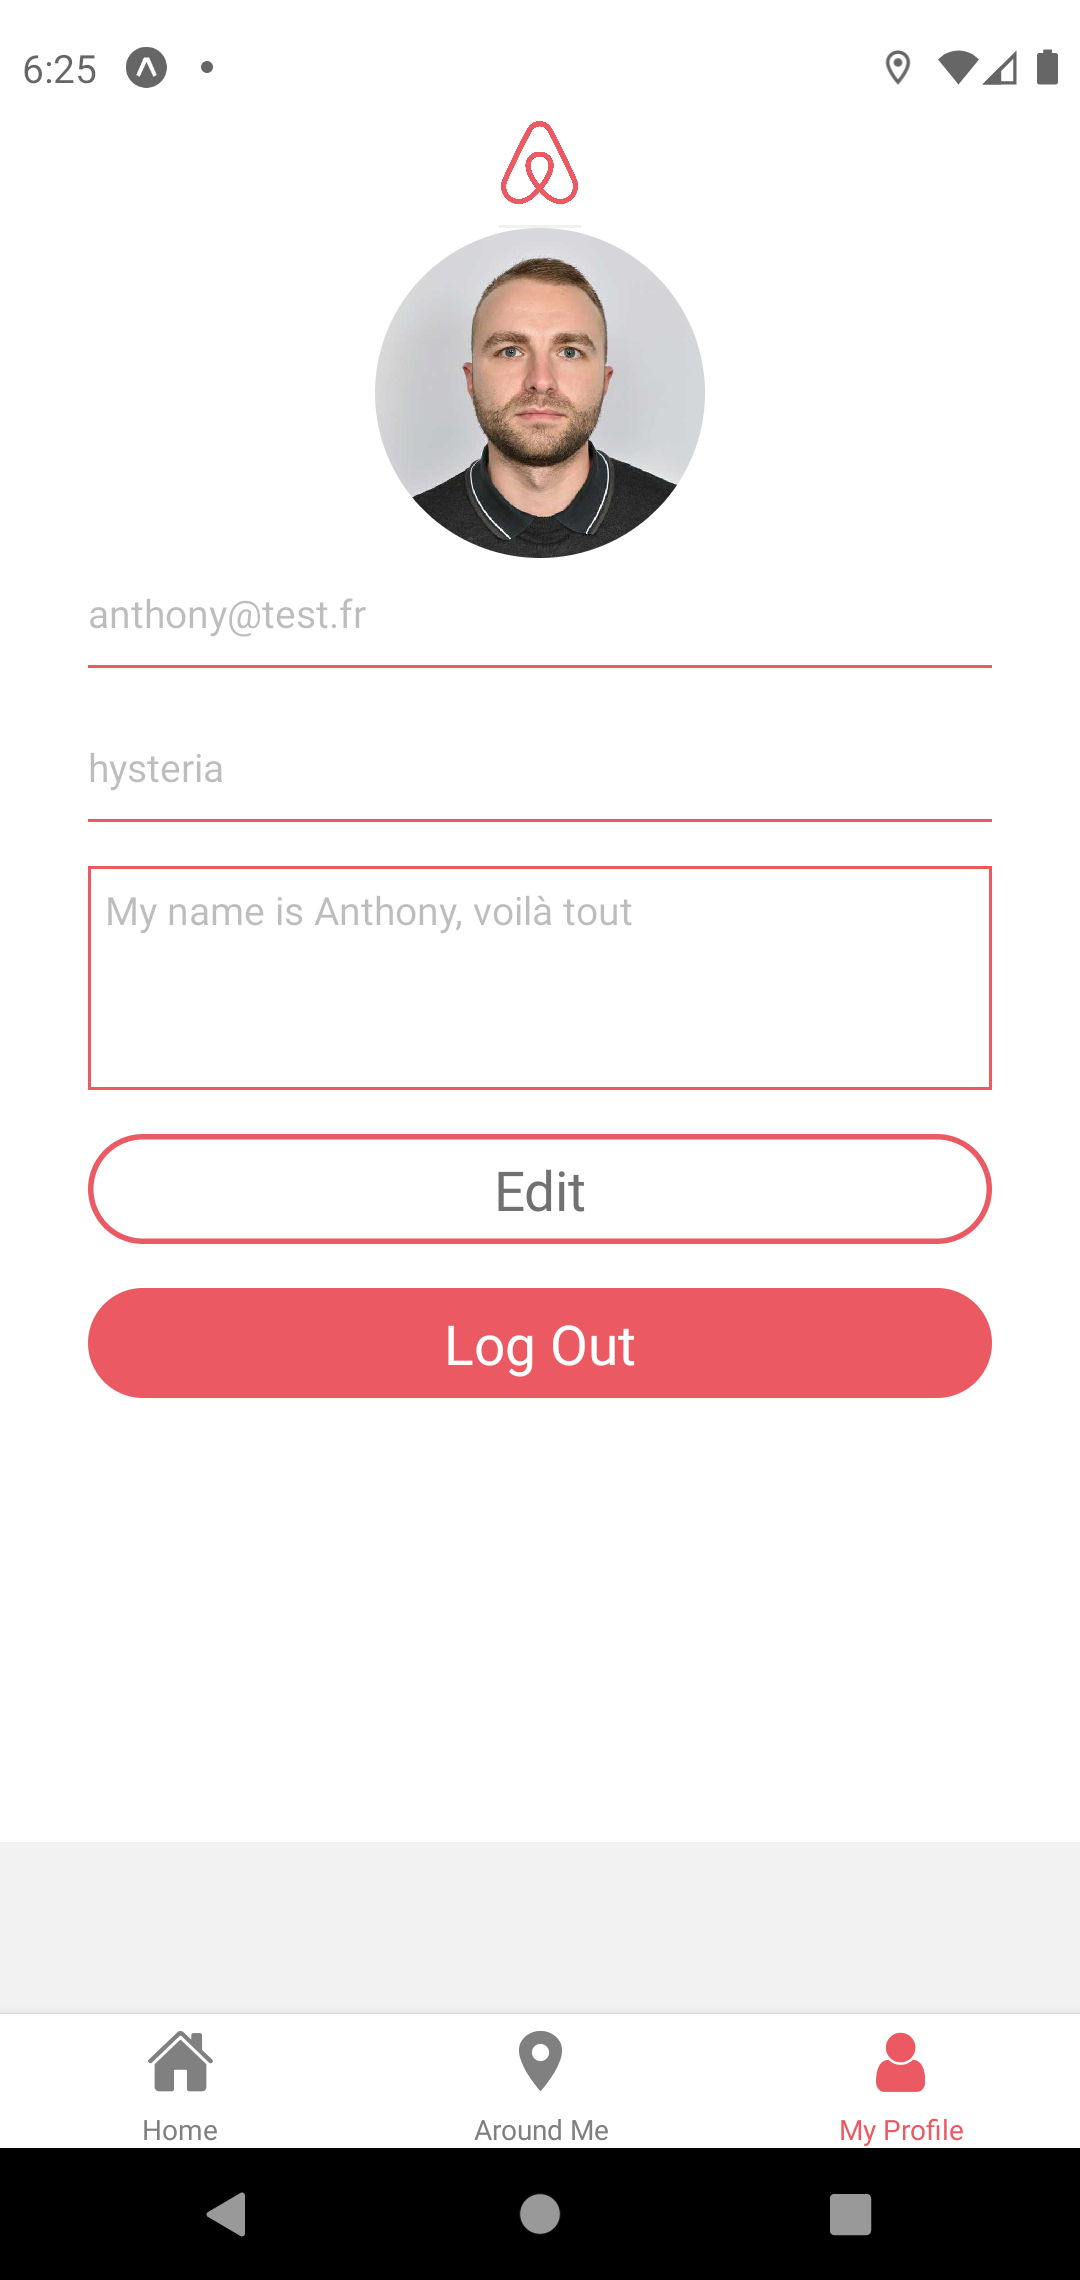 6:25
anthony@test.fr
hysteria
My name is Anthony, voilà tout
Edit
Log Out
Home
Around Me
My Profile